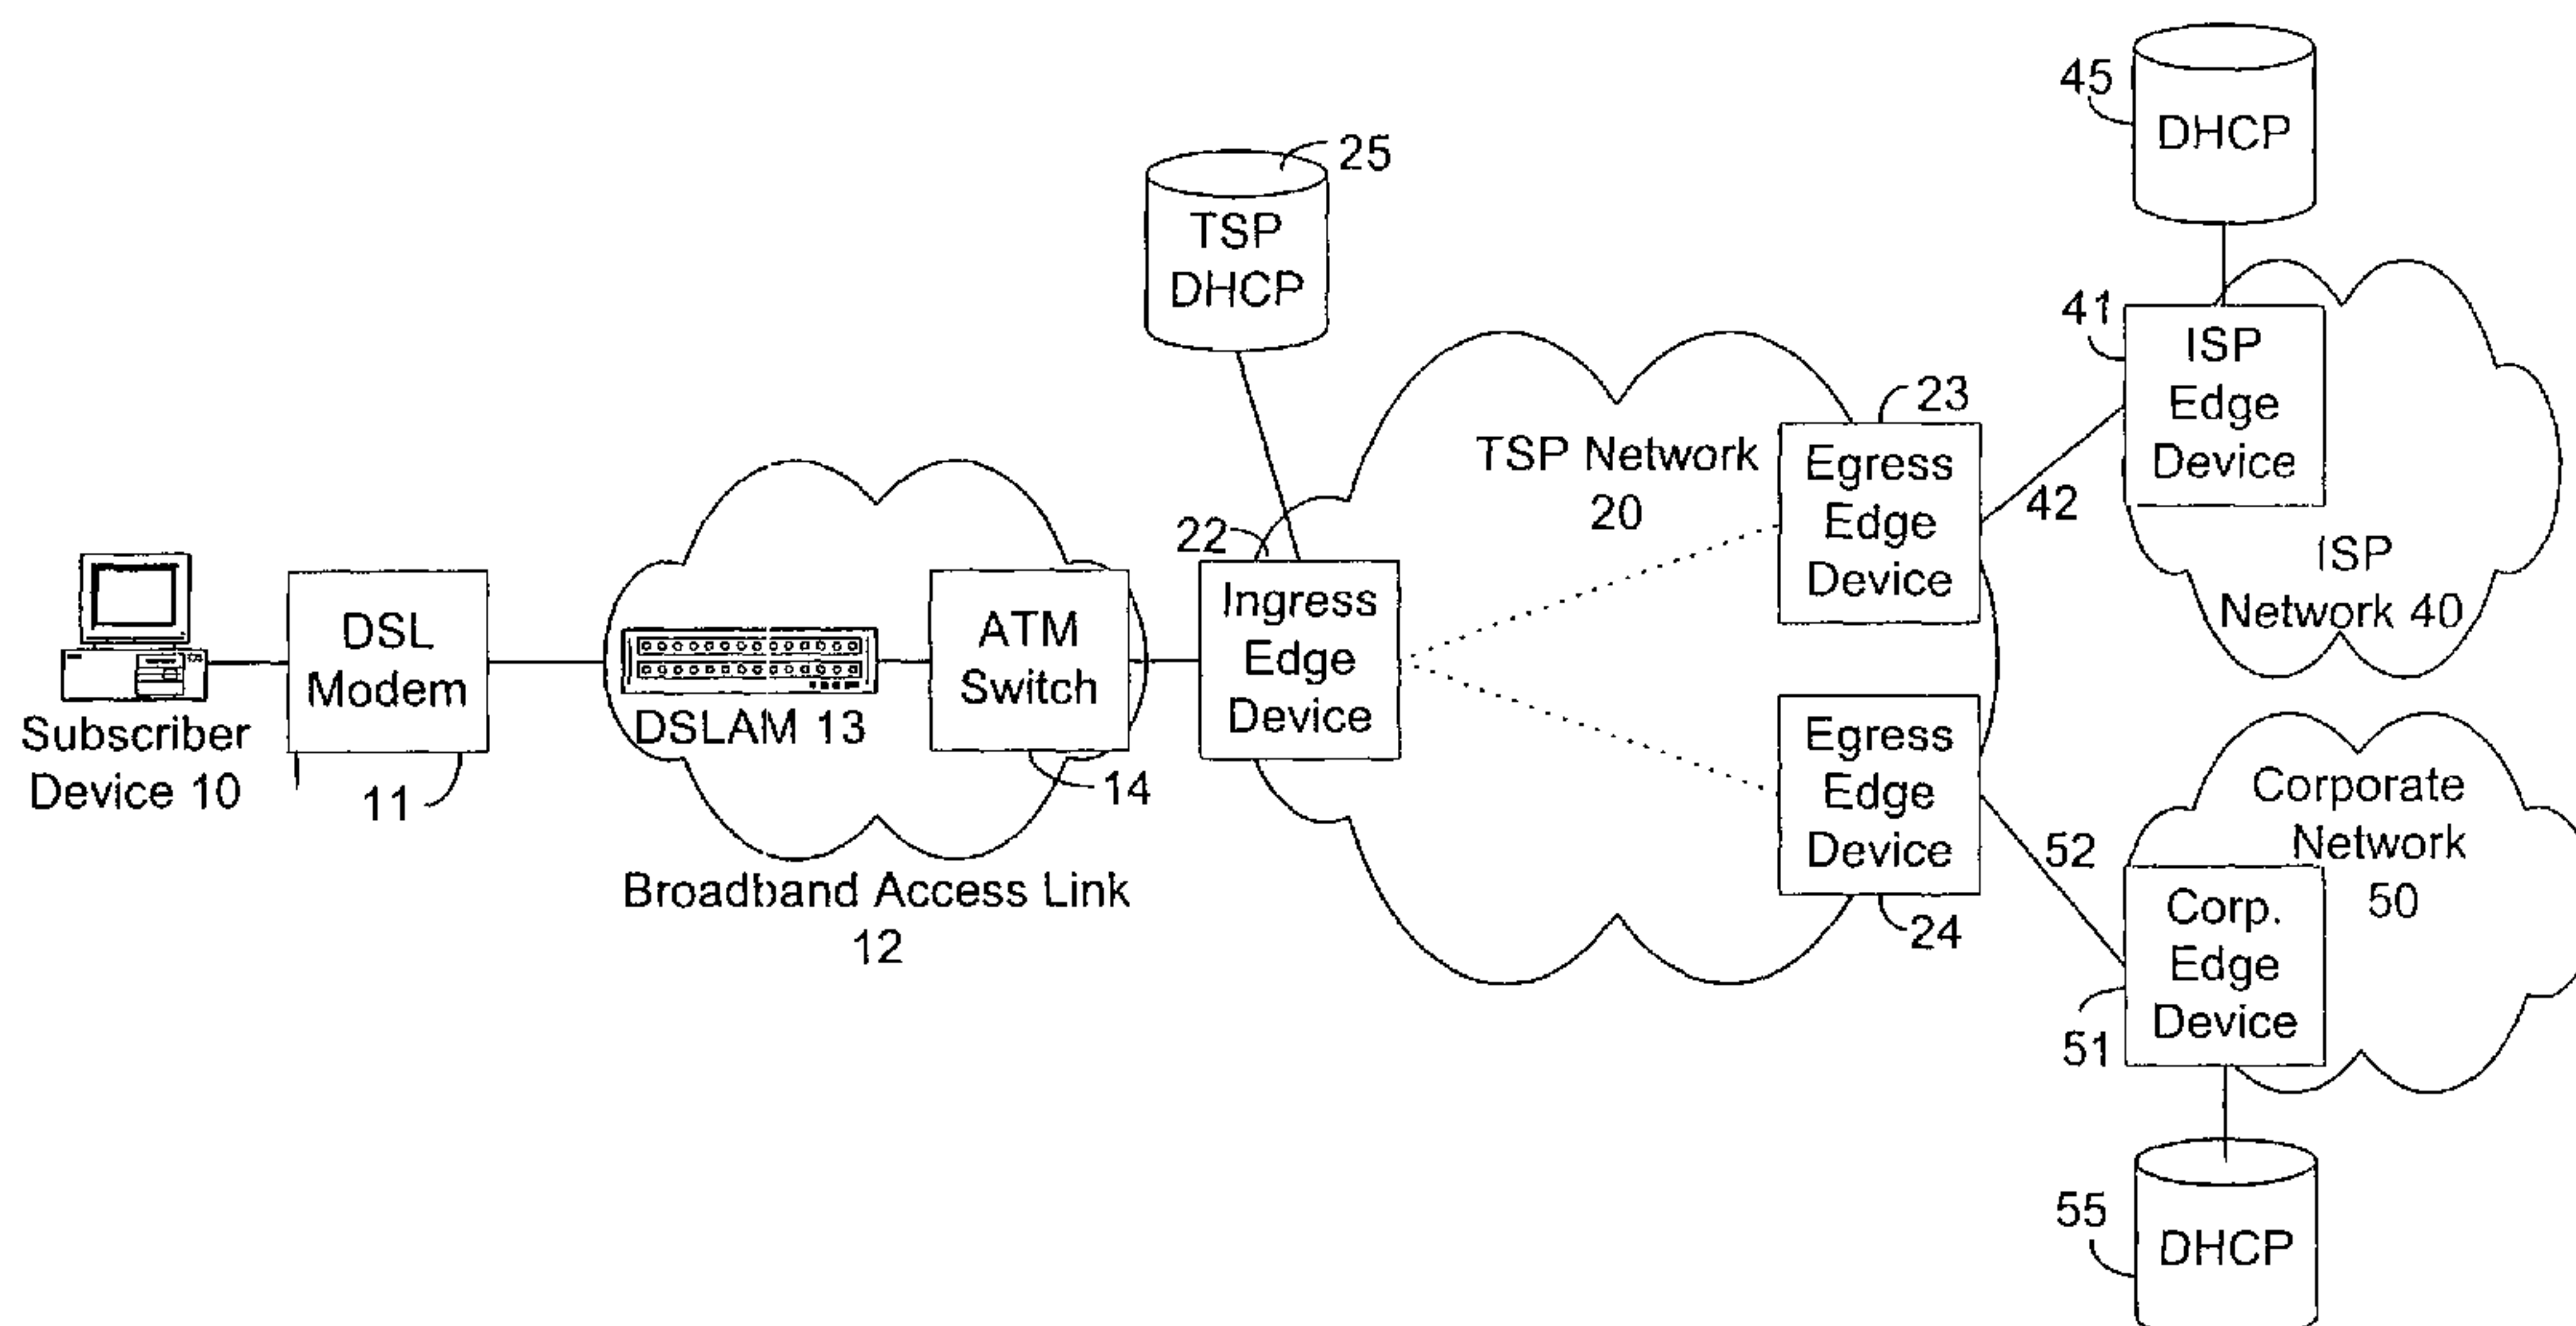 45
DHCP
25
TSP
DHCP
41
ISP
Edge
Device
ISP
Network 40
23
Egress
Edge
Device
42
TSP Network
20
22
Ingress
Edge
Device
Subscriber
Device 10
DSL
Modem
11
DSLAM 13
ATM
Switch
14
Broadband Access Link
12
Egress
Edge
Device
24
52
Corporate
Network
50
Corp.
Edge
Device
51
55
DHCP